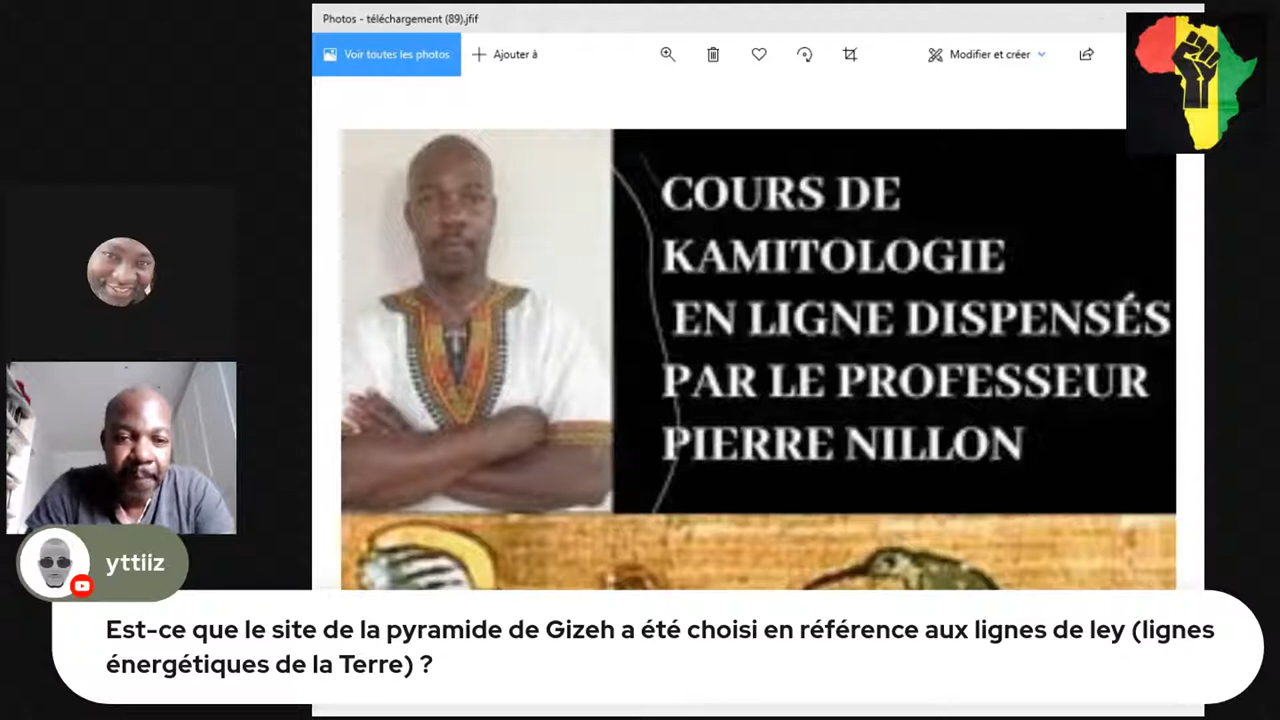 Photos - téléchargement (89).jfif
Voir toutes les photos
Ajouter à
Modifier et créer
COURS DE
KAMITOLOGIE
EN LIGNE DISPENSÉS
PAR LE PROFESSEUR
PIERRE NILLON
yttiiz
Est-ce que le site de la pyramide de Gizeh a été choisi en référence aux lignes de ley (lignes
énergétiques de la Terre) ?